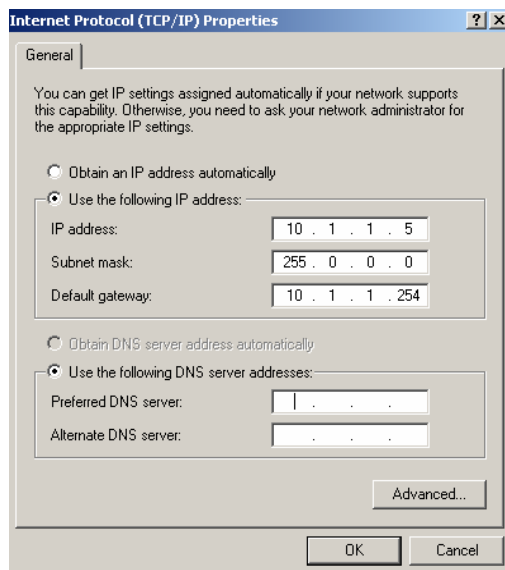 Internet Protocol (TCP/IP) Properties
General
You can get IP settings assigned automatically if your network supports
this capability. Otherwise, you need to ask your network administrator for
the appropriate IP settings.
Obtain an IP address automatically
Use the following IP address:
IP address: 10 . 1 . 1 . 5
Subnet mask: 255 . 0 . 0 . 0
Default gateway: 10 . 1 . 1 . 254
Obtain DNS server address automatically
Use the following DNS server addresses:
Preferred DNS server: . . .
Alternate DNS server: . . .
Advanced...
OK Cancel